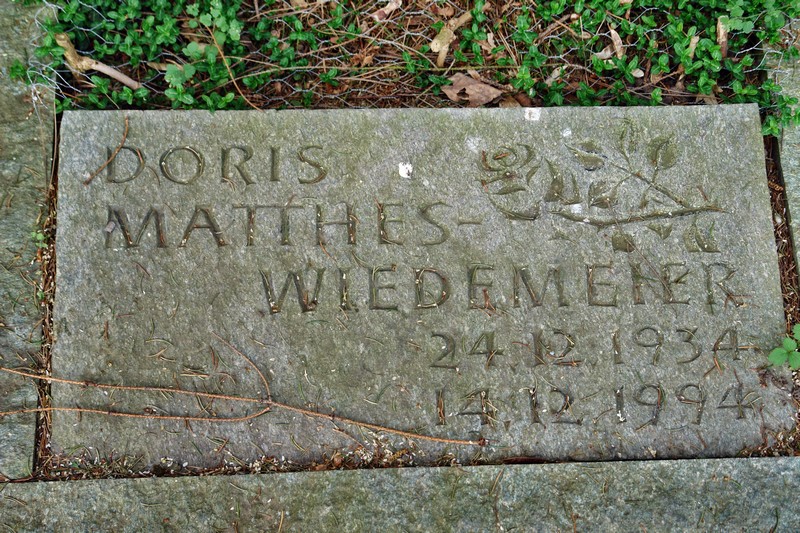 DORIS
MATTHES-
WIEDEMEIER
24.12.1934
14.12.1994